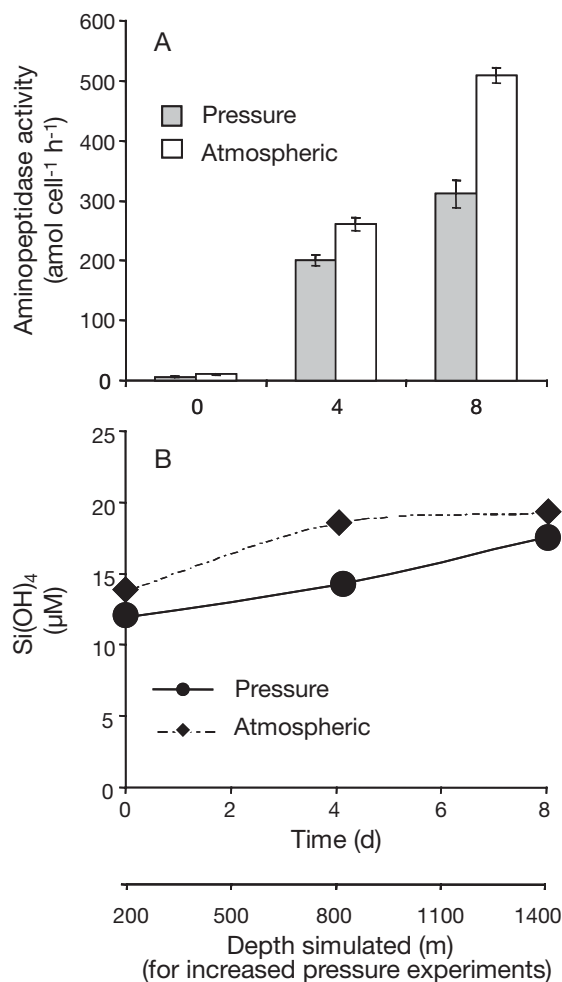 600
500
400
300
200
100
0
Aminopeptidase activity
(amol cell-1 h-1)
A
Pressure
Atmospheric
0 4 8
25
20
15
10
5
0
Si(OH)4
(µM)
B
Pressure
Atmospheric
0 2 4 6 8
Time (d)
200 500 800 1100 1400
Depth simulated (m)
(for increased pressure experiments)